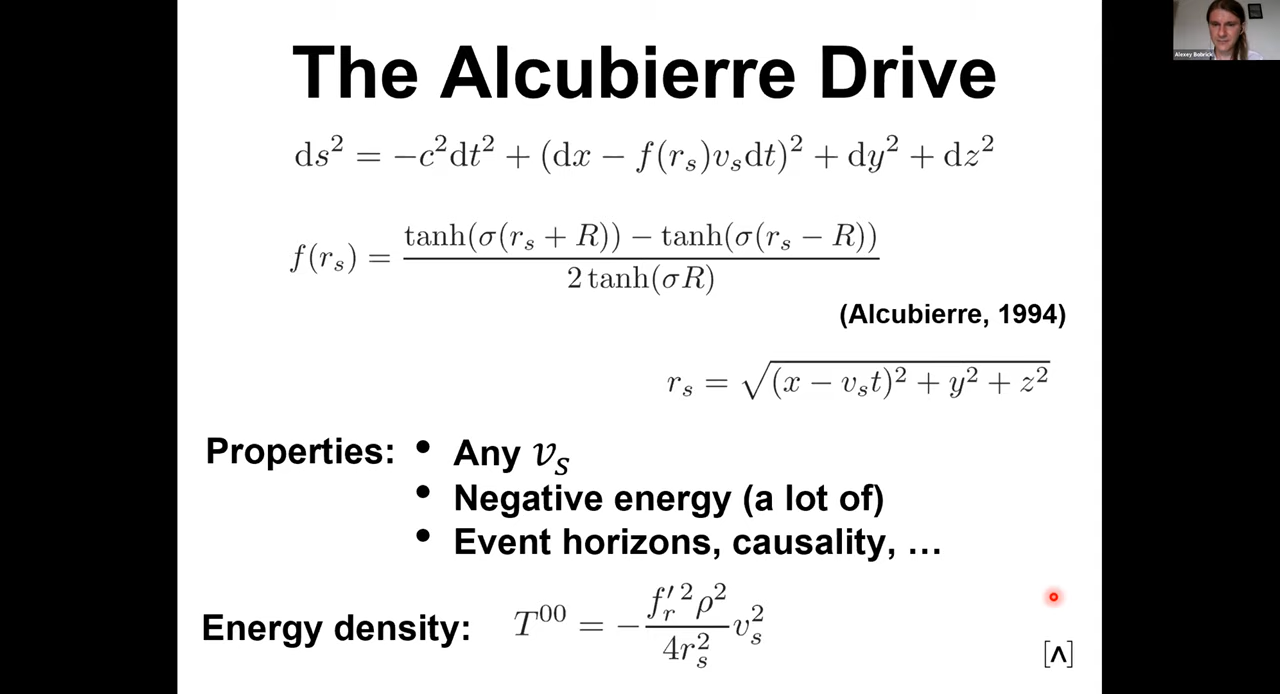 The Alcubierre Drive
ds² = −c²dt² + (dx − f(r_s)v_s dt)² + dy² + dz²
f(r_s) = (tanh(σ(r_s + R)) − tanh(σ(r_s − R))) / (2 tanh(σR))
(Alcubierre, 1994)
r_s = √((x − v_s t)² + y² + z²)
Properties: • Any v_s
• Negative energy (a lot of)
• Event horizons, causality, …
Energy density: T⁰⁰ = −(f′_r² ρ²)/(4r_s²) v_s²
[Λ]
Alexey Bobrick